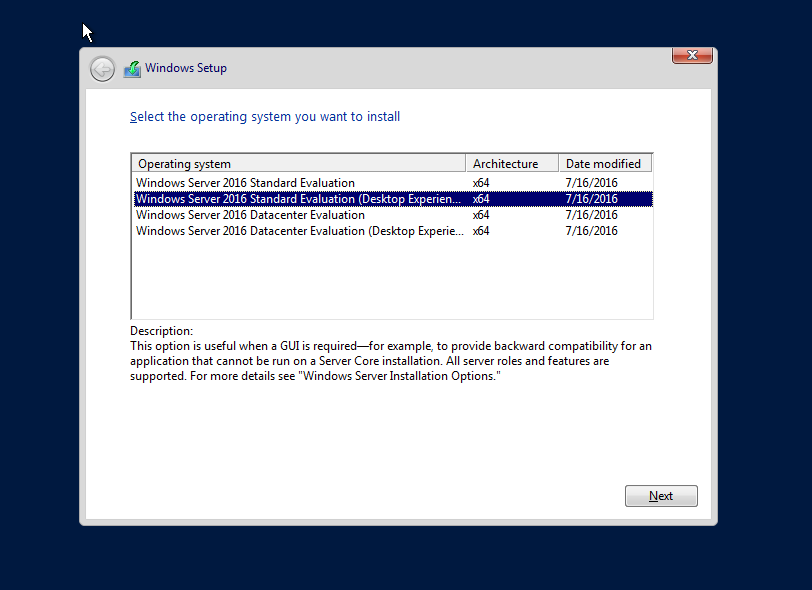 Windows Setup
Select the operating system you want to install
Operating system Architecture Date modified
Windows Server 2016 Standard Evaluation x64 7/16/2016
Windows Server 2016 Standard Evaluation (Desktop Experien... x64 7/16/2016
Windows Server 2016 Datacenter Evaluation x64 7/16/2016
Windows Server 2016 Datacenter Evaluation (Desktop Experie... x64 7/16/2016
Description:
This option is useful when a GUI is required—for example, to provide backward compatibility for an
application that cannot be run on a Server Core installation. All server roles and features are
supported. For more details see "Windows Server Installation Options."
Next